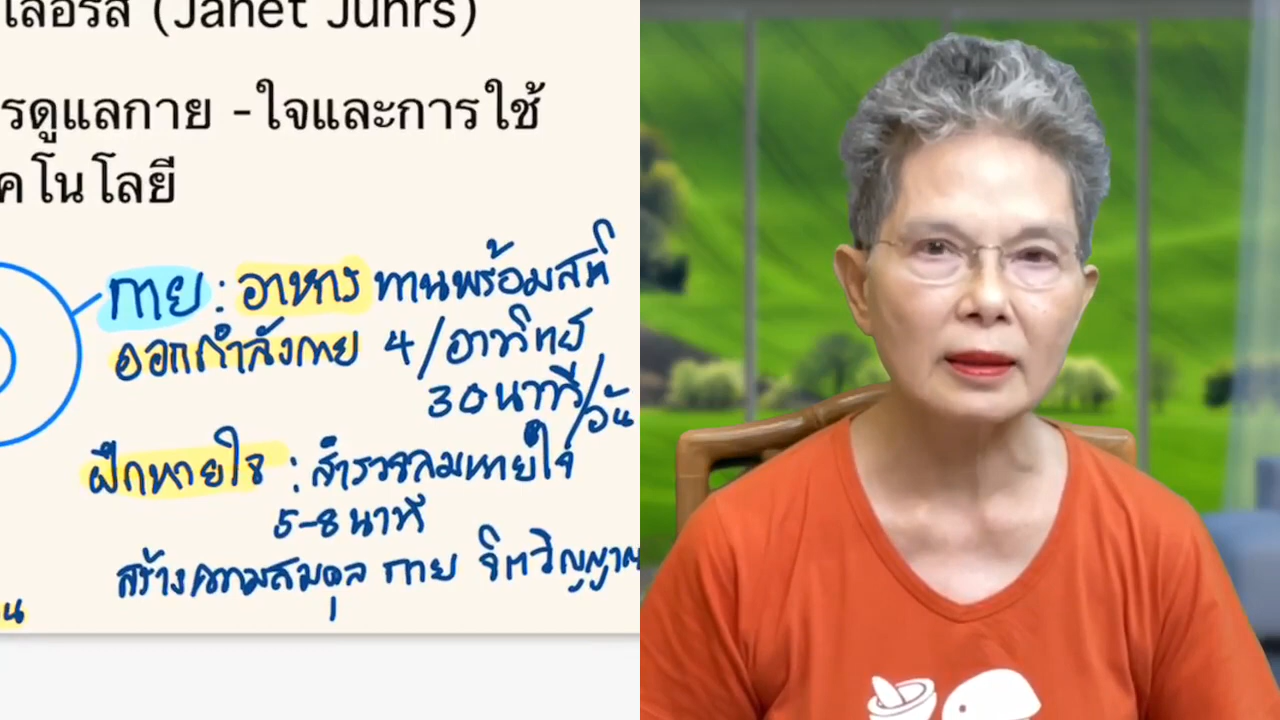 (Janet Juhrs)
รดูแลกาย -ใจและการใช้
คโนโลยี
กาย : อาหาร ทานพร้อมสติ
ออกกำลังกาย 4/อาทิตย์
30 นาที/วัน
ฝึกหายใจ : สำรวจลมหายใจ
5-8 นาที
สร้างความสมดุล กาย จิตวิญญาณ
น